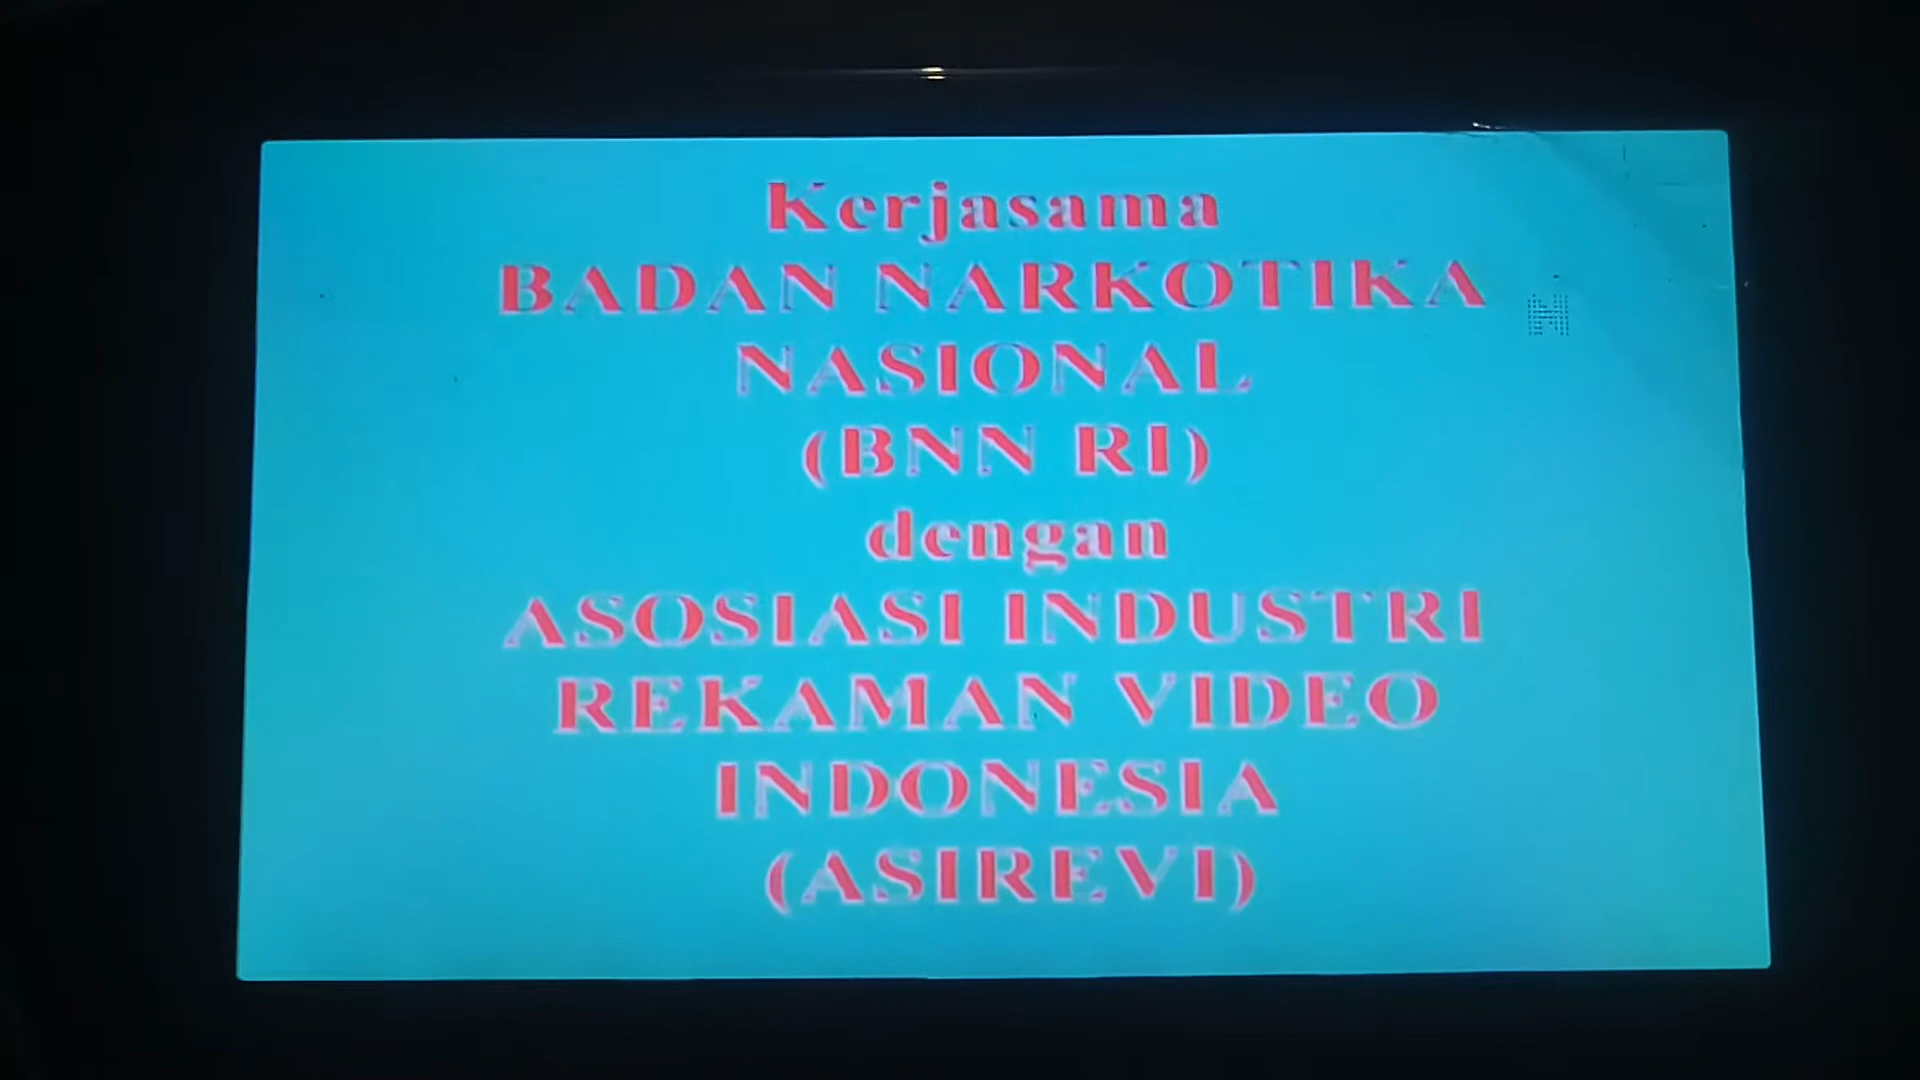 Kerjasama
BADAN NARKOTIKA
NASIONAL
(BNN RI)
dengan
ASOSIASI INDUSTRI
REKAMAN VIDEO
INDONESIA
(ASIREVI)